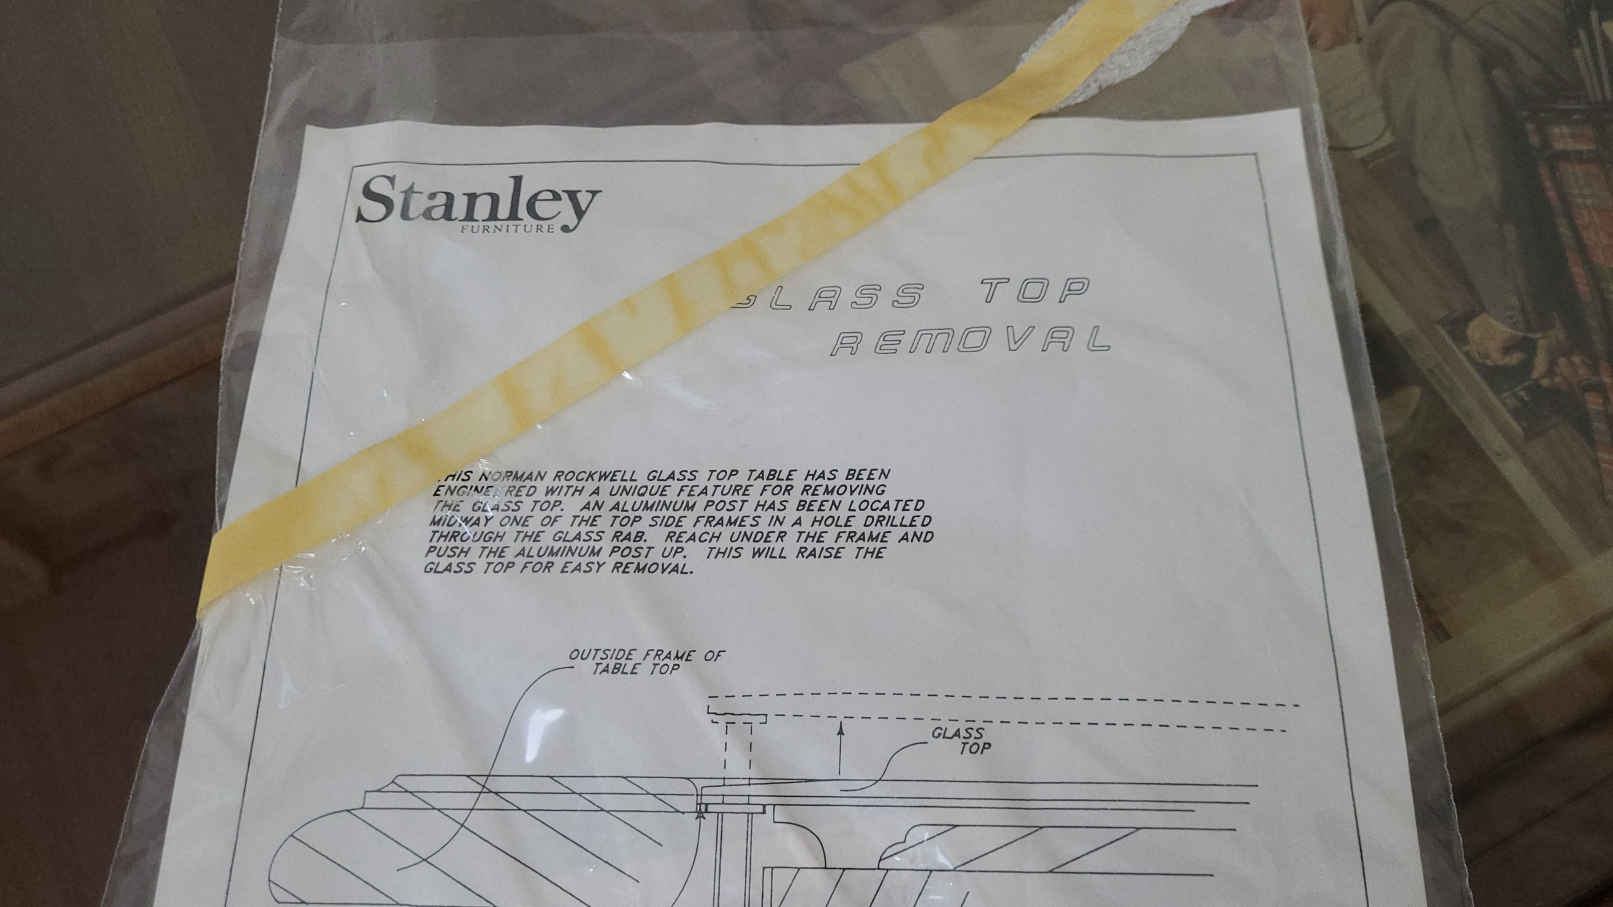 Stanley
FURNITURE
GLASS TOP
REMOVAL
THIS NORMAN ROCKWELL GLASS TOP TABLE HAS BEEN
ENGINEERED WITH A UNIQUE FEATURE FOR REMOVING
THE GLASS TOP. AN ALUMINUM POST HAS BEEN LOCATED
MIDWAY ONE OF THE TOP SIDE FRAMES IN A HOLE DRILLED
THROUGH THE GLASS RAB. REACH UNDER THE FRAME AND
PUSH THE ALUMINUM POST UP. THIS WILL RAISE THE
GLASS TOP FOR EASY REMOVAL.
OUTSIDE FRAME OF
TABLE TOP
GLASS
TOP